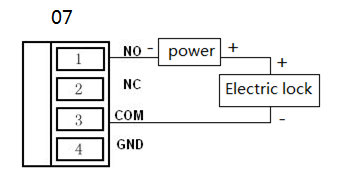 07
1 NO - power +
+
2 NC Electric lock
3 COM -
4 GND